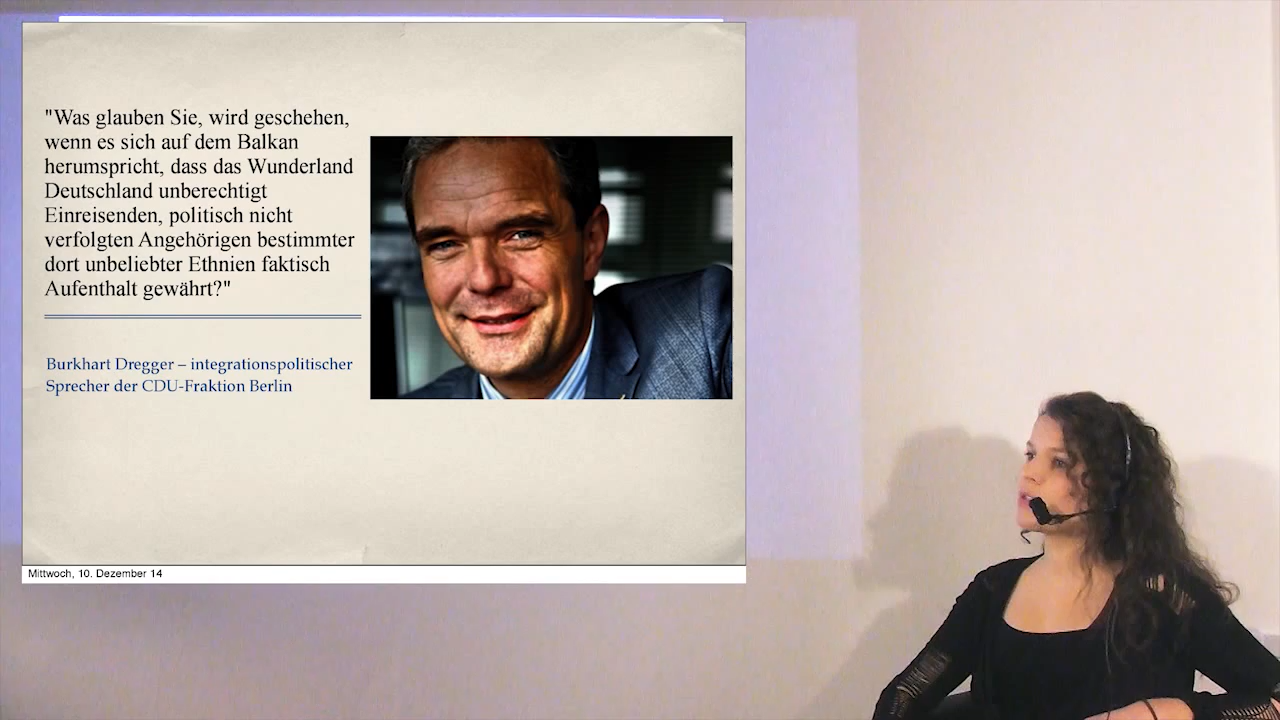 "Was glauben Sie, wird geschehen,
wenn es sich auf dem Balkan
herumspricht, dass das Wunderland
Deutschland unberechtigt
Einreisenden, politisch nicht
verfolgten Angehörigen bestimmter
dort unbeliebter Ethnien faktisch
Aufenthalt gewährt?"
Burkhart Dregger – integrationspolitischer
Sprecher der CDU-Fraktion Berlin
Mittwoch, 10. Dezember 14